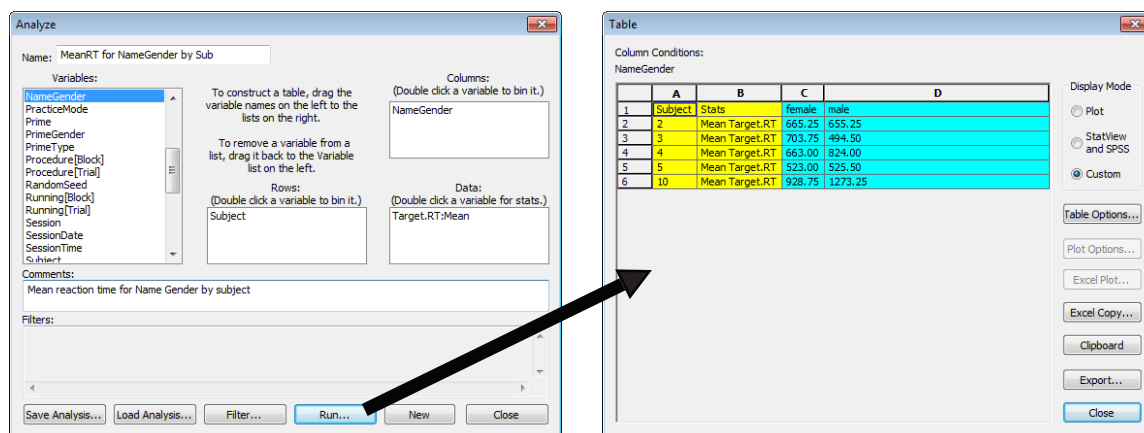 Analyze
Name: MeanRT for NameGender by Sub
Variables:
NameGender
PracticeMode
Prime
PrimeGender
PrimeType
Procedure[Block]
Procedure[Trial]
RandomSeed
Running[Block]
Running[Trial]
Session
SessionDate
SessionTime
Subject
To construct a table, drag the
variable names on the left to the
lists on the right.
To remove a variable from a
list, drag it back to the Variable
list on the left.
Columns:
(Double click a variable to bin it.)
NameGender
Rows:
(Double click a variable to bin it.)
Subject
Data:
(Double click a variable for stats.)
Target.RT:Mean
Comments:
Mean reaction time for Name Gender by subject
Filters:
Save Analysis... Load Analysis... Filter... Run... New Close
Table
Column Conditions:
NameGender
A B C D
1 Subject Stats female male
2 2 Mean Target.RT 665.25 655.25
3 3 Mean Target.RT 703.75 494.50
4 4 Mean Target.RT 663.00 824.00
5 5 Mean Target.RT 523.00 525.50
6 10 Mean Target.RT 928.75 1273.25
Display Mode
Plot
StatView
and SPSS
Custom
Table Options...
Plot Options...
Excel Plot...
Excel Copy...
Clipboard
Export...
Close